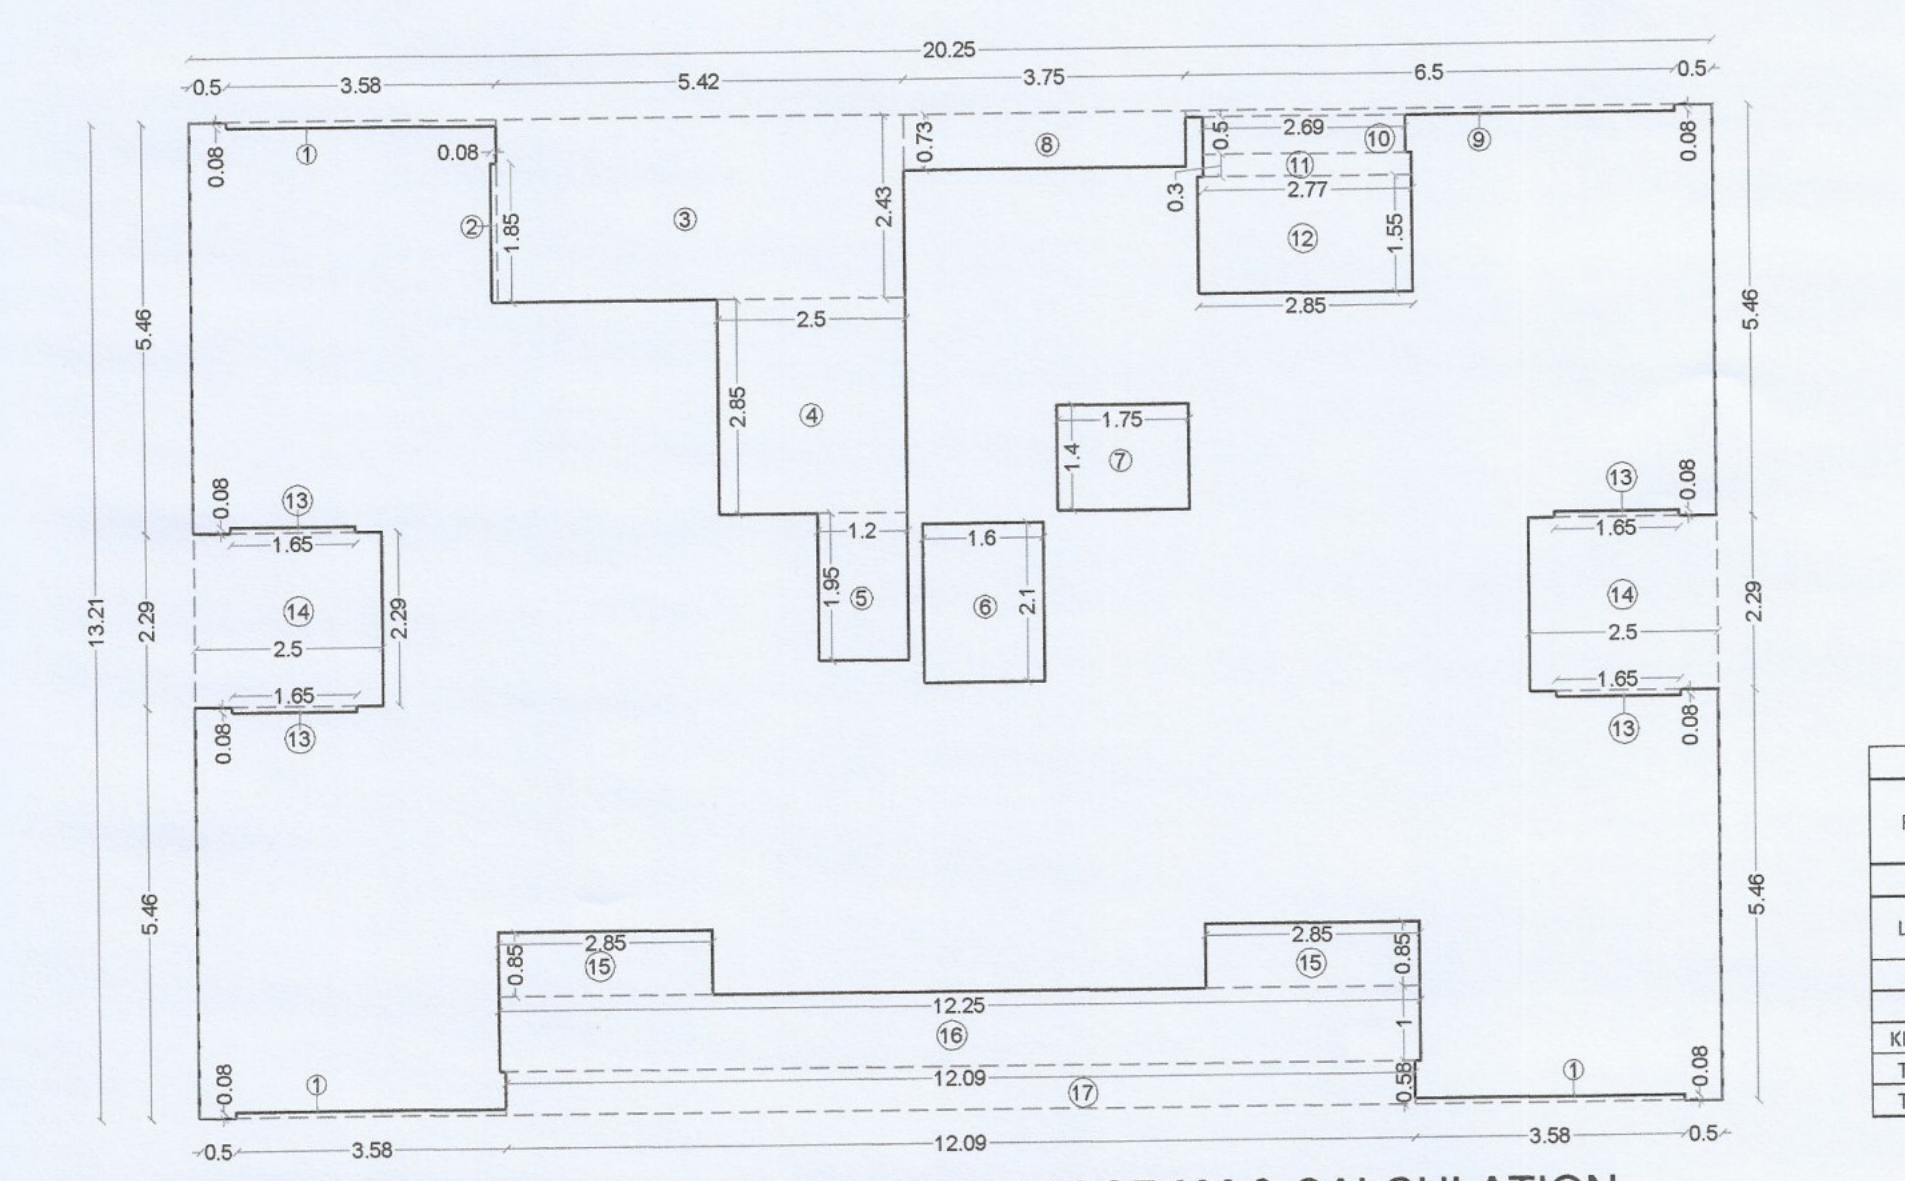 20.25
0.5 3.58 5.42 3.75 6.5 0.5
0.08 ① 0.08 0.73 ⑧ 0.5 2.69 ⑩ ⑨ 0.08
⑪
0.3 2.77
② 1.85 ③ 2.43 ⑫ 1.55
5.46 2.5 2.85 5.46
2.85 ④ 1.75
1.4 ⑦
0.08 ⑬ ⑬ 0.08
1.65 1.2 1.6 1.65
13.21 2.29 ⑭ 2.29 1.95 ⑤ ⑥ 2.1 ⑭ 2.29
2.5 2.5
1.65 1.65
0.08 ⑬ ⑬ 0.08
5.46 0.85 2.85 2.85 0.85 5.46
⑮ ⑮
12.25
⑯ 1
0.08 ① 12.09 ⑰ 0.58 ① 0.08
0.5 3.58 12.09 3.58 0.5
CALCULATION